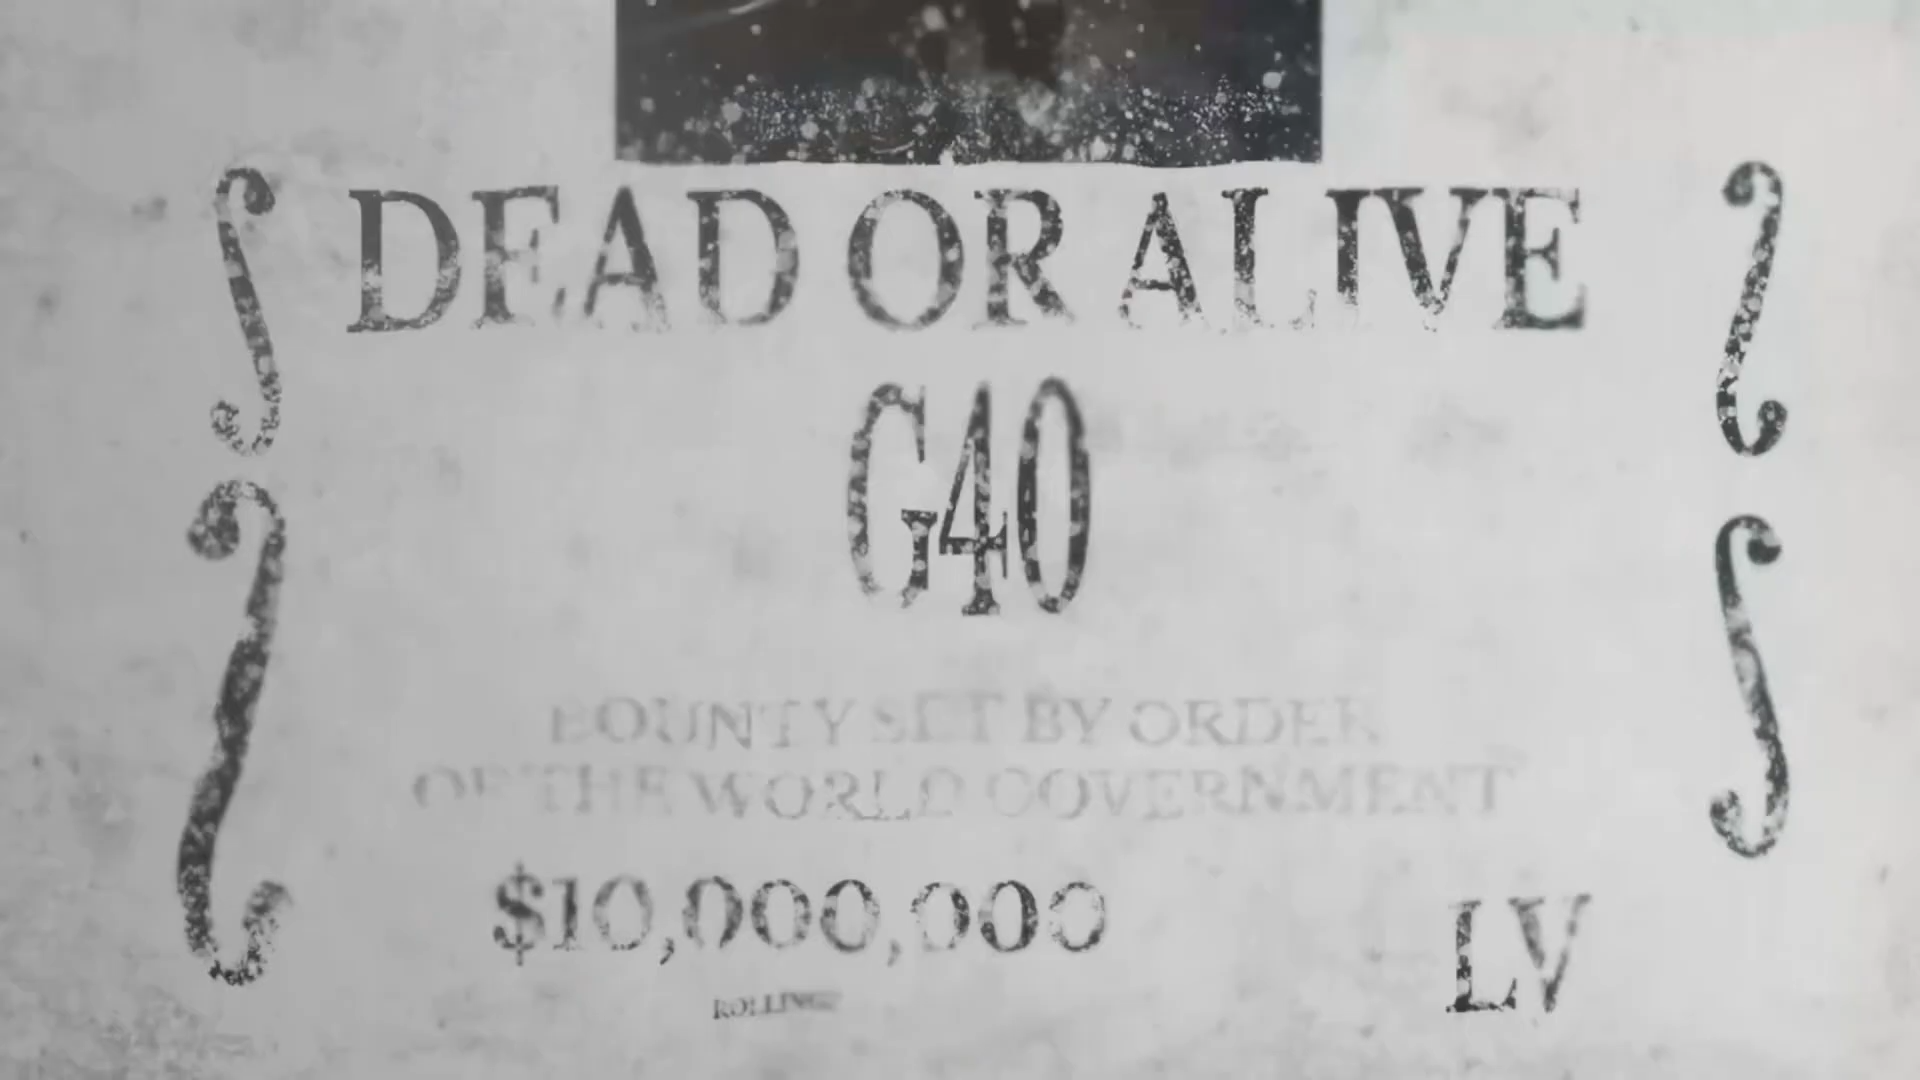 DEAD OR ALIVE
G40
BOUNTY SET BY ORDER
OF THE WORLD GOVERNMENT
$10,000,000
LV